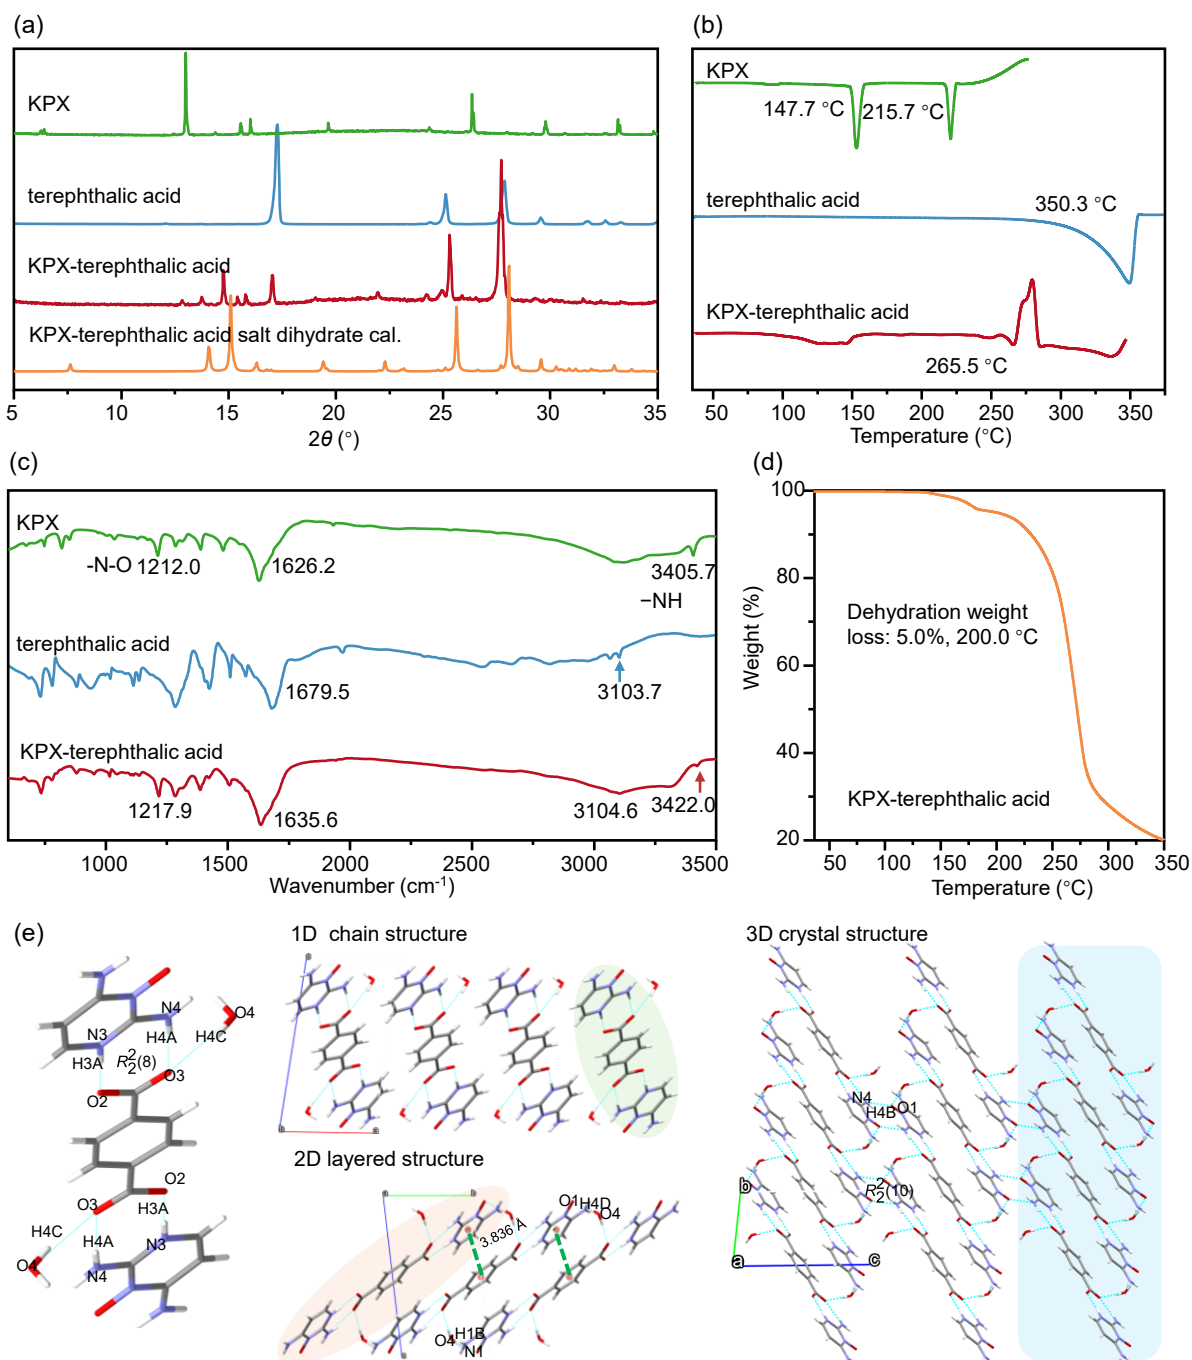 (a)
KPX
terephthalic acid
KPX-terephthalic acid
KPX-terephthalic acid salt dihydrate cal.
5 10 15 20 25 30 35
2θ (°)
(b)
KPX
147.7 °C 215.7 °C
terephthalic acid
350.3 °C
KPX-terephthalic acid
265.5 °C
50 100 150 200 250 300 350
Temperature (°C)
(c)
KPX
-N-O 1212.0 1626.2 3405.7
−NH
terephthalic acid
1679.5 3103.7
KPX-terephthalic acid
1217.9 1635.6 3104.6 3422.0
1000 1500 2000 2500 3000 3500
Wavenumber (cm⁻¹)
(d)
100
80
60
40
20
Weight (%)
Dehydration weight
loss: 5.0%, 200.0 °C
KPX-terephthalic acid
50 100 150 200 250 300 350
Temperature (°C)
(e)
N4
O4
N3
H4A
H4C
H3A
R²₂(8)
O3
O2
O2
O3
H3A
H4C
H4A
N3
O4
N4
1D chain structure
2D layered structure
O1
H4D
O4
3.836 Å
O4
H1B
N1
3D crystal structure
N4
H4B
O1
R²₂(10)
b
a
c